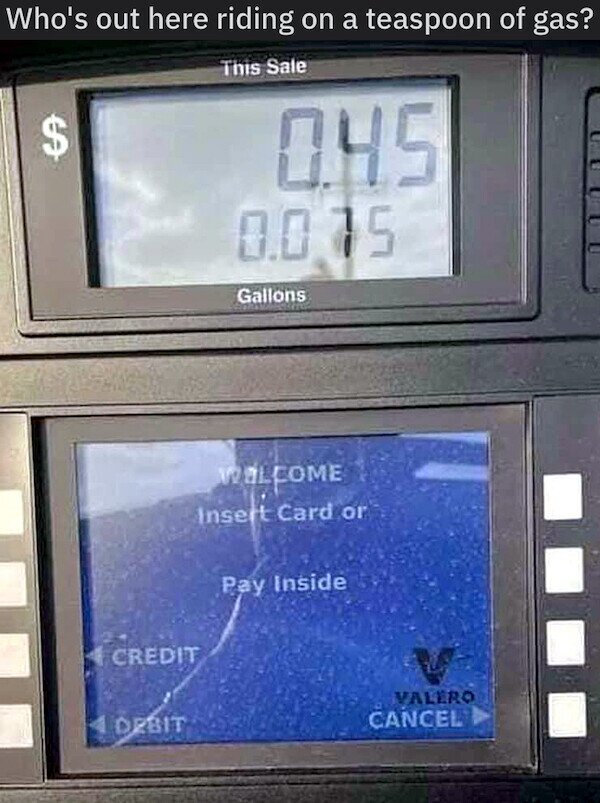 Who's out here riding on a teaspoon of gas?
This Sale
$ 0.45
0.075
Gallons
WELCOME
Insert Card or
Pay Inside
CREDIT
VALERO
DEBIT CANCEL